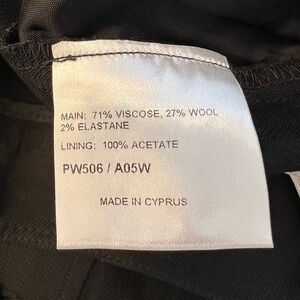 MAIN: 71% VISCOSE, 27% WOOL
2% ELASTANE
LINING: 100% ACETATE
PW506 / A05W
MADE IN CYPRUS